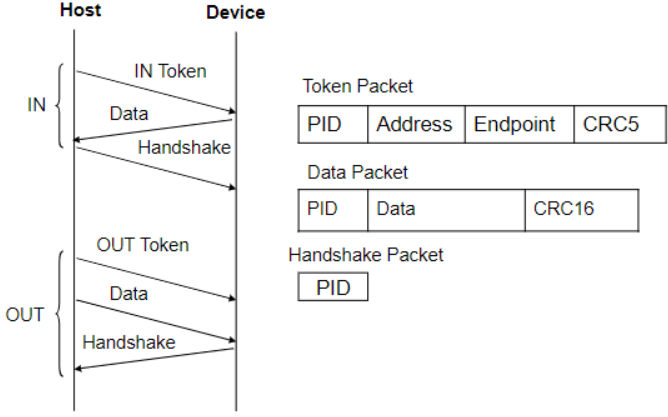 Host Device
IN Token
IN
Data
Handshake
OUT Token
Data
OUT
Handshake
Token Packet
PID Address Endpoint CRC5
Data Packet
PID Data CRC16
Handshake Packet
PID